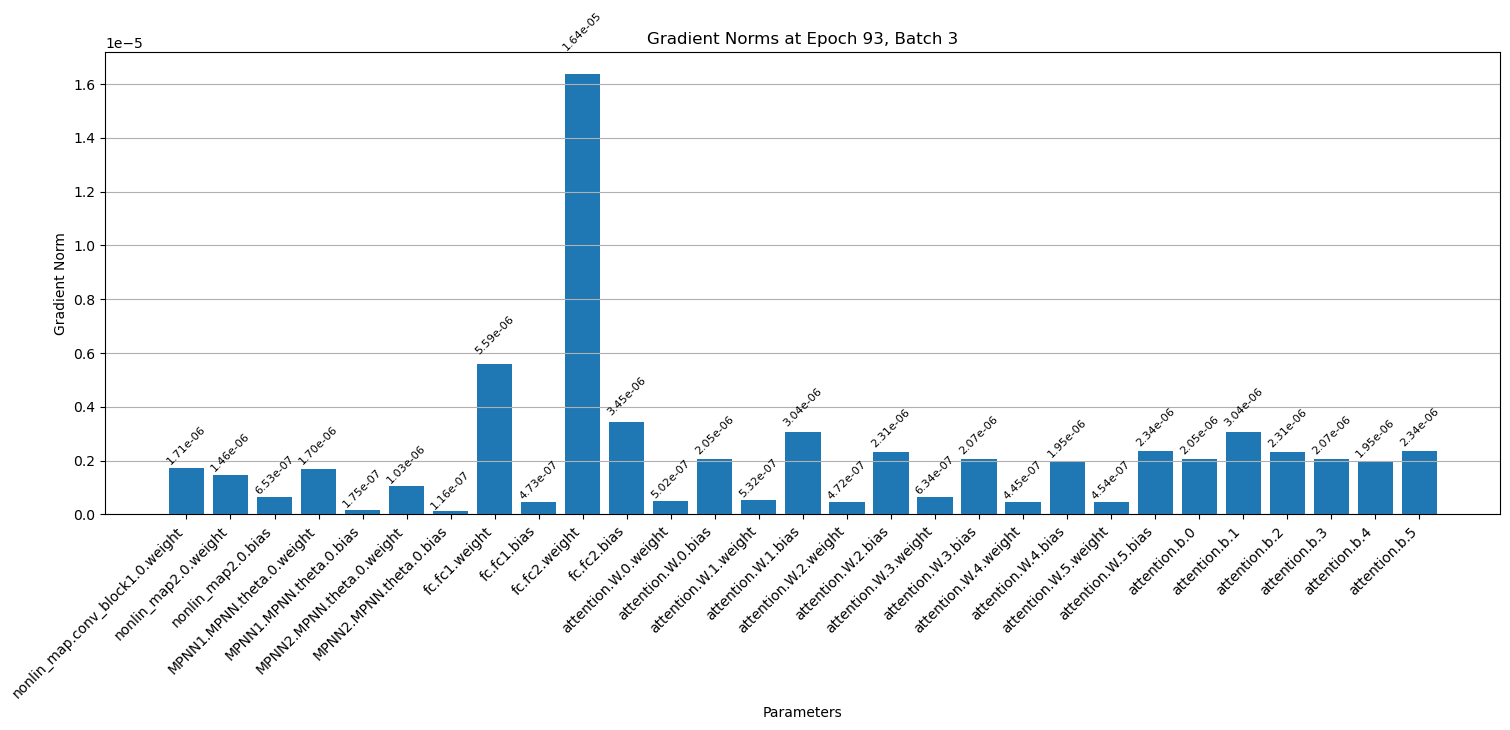 Gradient Norms at Epoch 93, Batch 3
1e−5
Gradient Norm
1.6
1.4
1.2
1.0
0.8
0.6
0.4
0.2
0.0
1.71e-06
1.46e-06
6.53e-07
1.70e-06
1.75e-07
1.03e-06
1.16e-07
5.59e-06
4.73e-07
1.64e-05
3.45e-06
5.02e-07
2.05e-06
5.32e-07
3.04e-06
4.72e-07
2.31e-06
6.34e-07
2.07e-06
4.45e-07
1.95e-06
4.54e-07
2.34e-06
2.05e-06
3.04e-06
2.31e-06
2.07e-06
1.95e-06
2.34e-06
nonlin_map.conv_block1.0.weight
nonlin_map2.0.weight
nonlin_map2.0.bias
MPNN1.MPNN.theta.0.weight
MPNN1.MPNN.theta.0.bias
MPNN2.MPNN.theta.0.weight
MPNN2.MPNN.theta.0.bias
fc.fc1.weight
fc.fc1.bias
fc.fc2.weight
fc.fc2.bias
attention.W.0.weight
attention.W.0.bias
attention.W.1.weight
attention.W.1.bias
attention.W.2.weight
attention.W.2.bias
attention.W.3.weight
attention.W.3.bias
attention.W.4.weight
attention.W.4.bias
attention.W.5.weight
attention.W.5.bias
attention.b.0
attention.b.1
attention.b.2
attention.b.3
attention.b.4
attention.b.5
Parameters